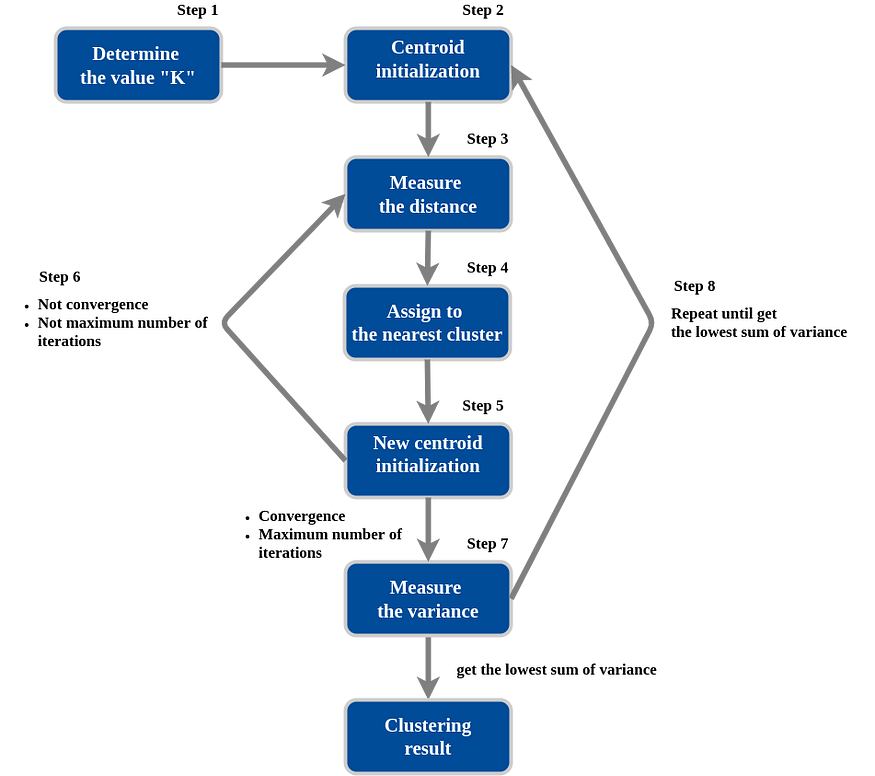 Step 1
Determine
the value "K"
Step 2
Centroid
initialization
Step 3
Measure
the distance
Step 4
Assign to
the nearest cluster
Step 5
New centroid
initialization
Step 6
• Not convergence
• Not maximum number of
iterations
• Convergence
• Maximum number of
iterations
Step 7
Measure
the variance
Step 8
Repeat until get
the lowest sum of variance
get the lowest sum of variance
Clustering
result